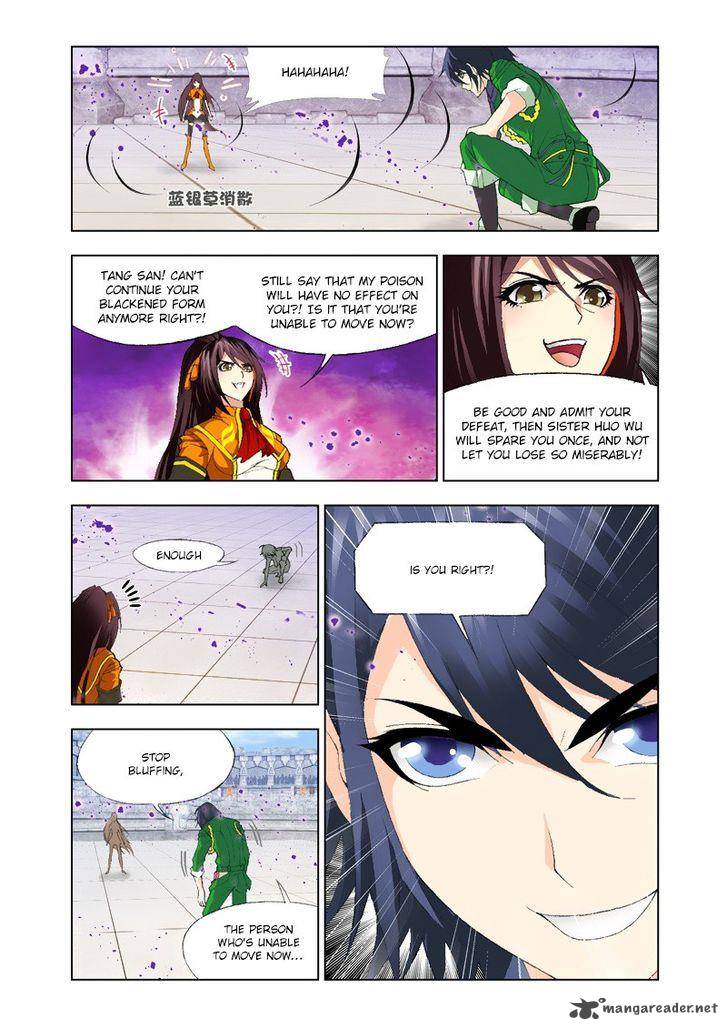 HAHAHAHA!
蓝银草消散
TANG SAN! CAN'T
CONTINUE YOUR
BLACKENED FORM
ANYMORE RIGHT?!
STILL SAY THAT MY POISON
WILL HAVE NO EFFECT ON
YOU?! IS IT THAT YOU'RE
UNABLE TO MOVE NOW?
BE GOOD AND ADMIT YOUR
DEFEAT, THEN SISTER HUO WU
WILL SPARE YOU ONCE, AND NOT
LET YOU LOSE SO MISERABLY!
ENOUGH
IS YOU RIGHT?!
STOP
BLUFFING,
THE PERSON
WHO'S UNABLE
TO MOVE NOW...
mangareader.net